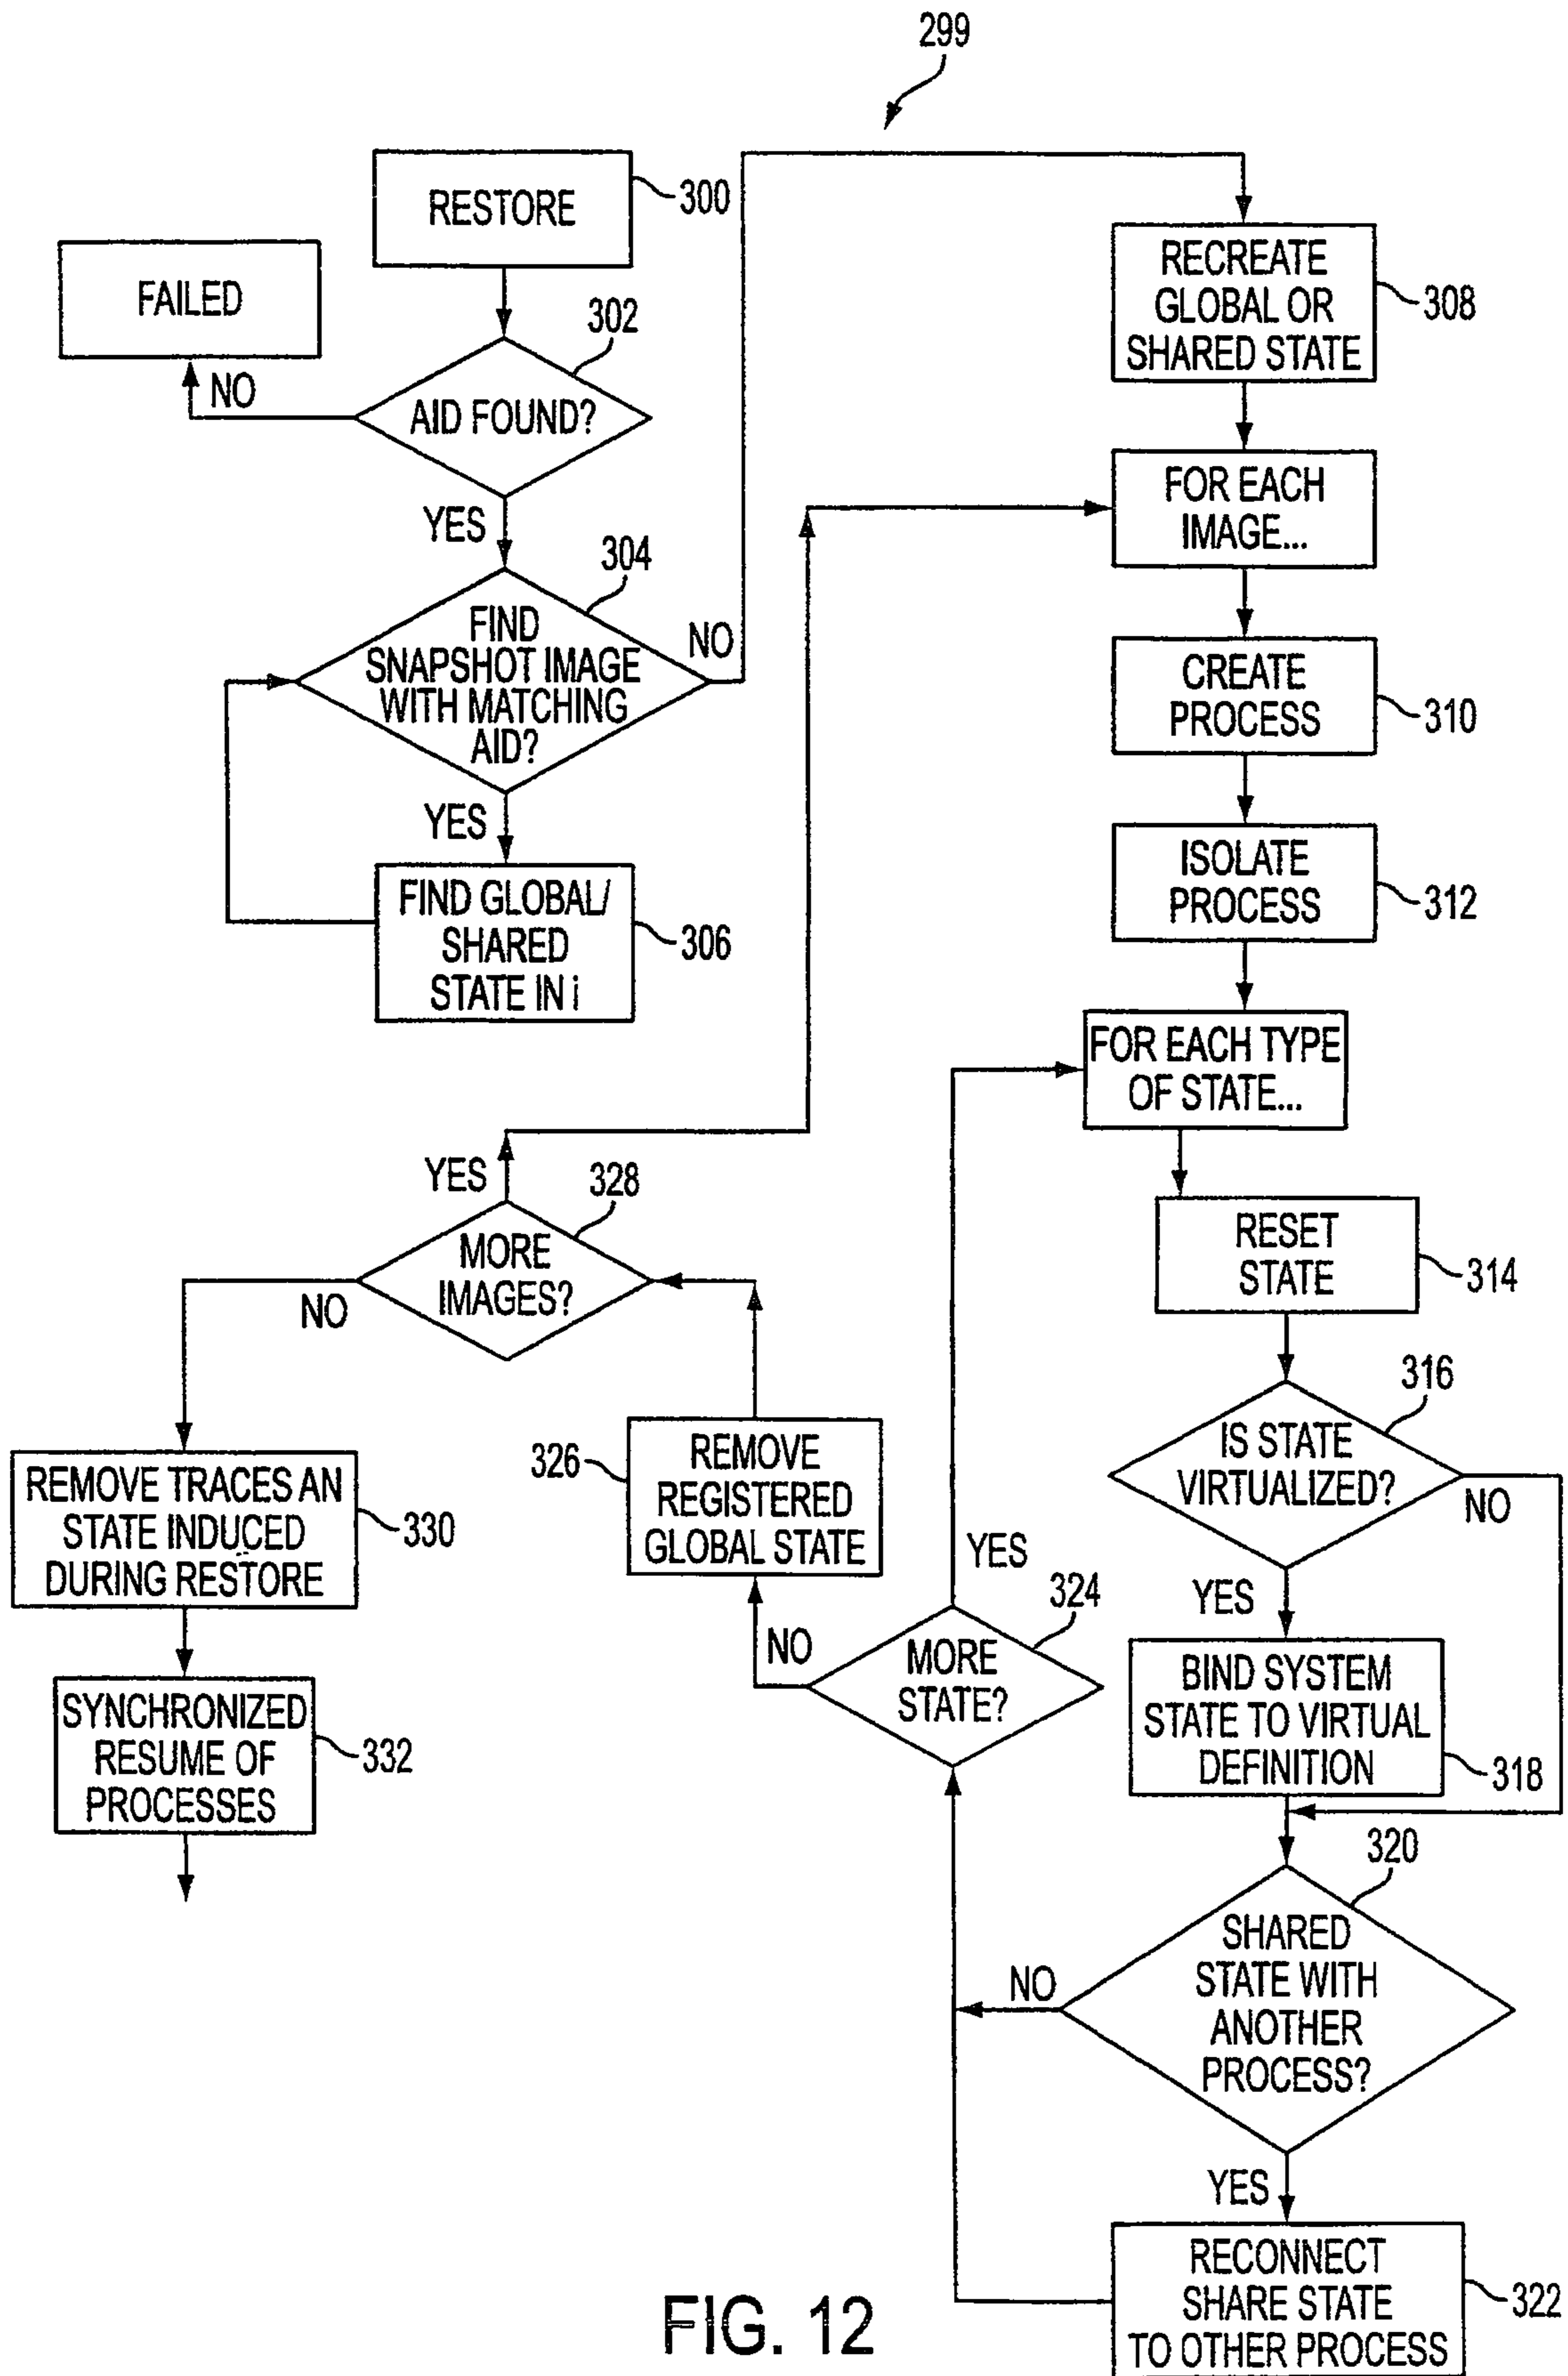 299
RESTORE
300
FAILED
302
NO
AID FOUND?
YES
304
FIND
SNAPSHOT IMAGE
WITH MATCHING
AID?
NO
YES
FIND GLOBAL/
SHARED
STATE IN i
306
RECREATE
GLOBAL OR
SHARED STATE
308
FOR EACH
IMAGE...
CREATE
PROCESS
310
ISOLATE
PROCESS
312
FOR EACH TYPE
OF STATE...
RESET
STATE
314
316
IS STATE
VIRTUALIZED?
NO
YES
BIND SYSTEM
STATE TO VIRTUAL
DEFINITION
318
320
SHARED
STATE WITH
ANOTHER
PROCESS?
NO
YES
RECONNECT
SHARE STATE
TO OTHER PROCESS
322
324
MORE
STATE?
YES
NO
326
REMOVE
REGISTERED
GLOBAL STATE
328
MORE
IMAGES?
YES
NO
REMOVE TRACES AN
STATE INDUCED
DURING RESTORE
330
SYNCHRONIZED
RESUME OF
PROCESSES
332
FIG. 12